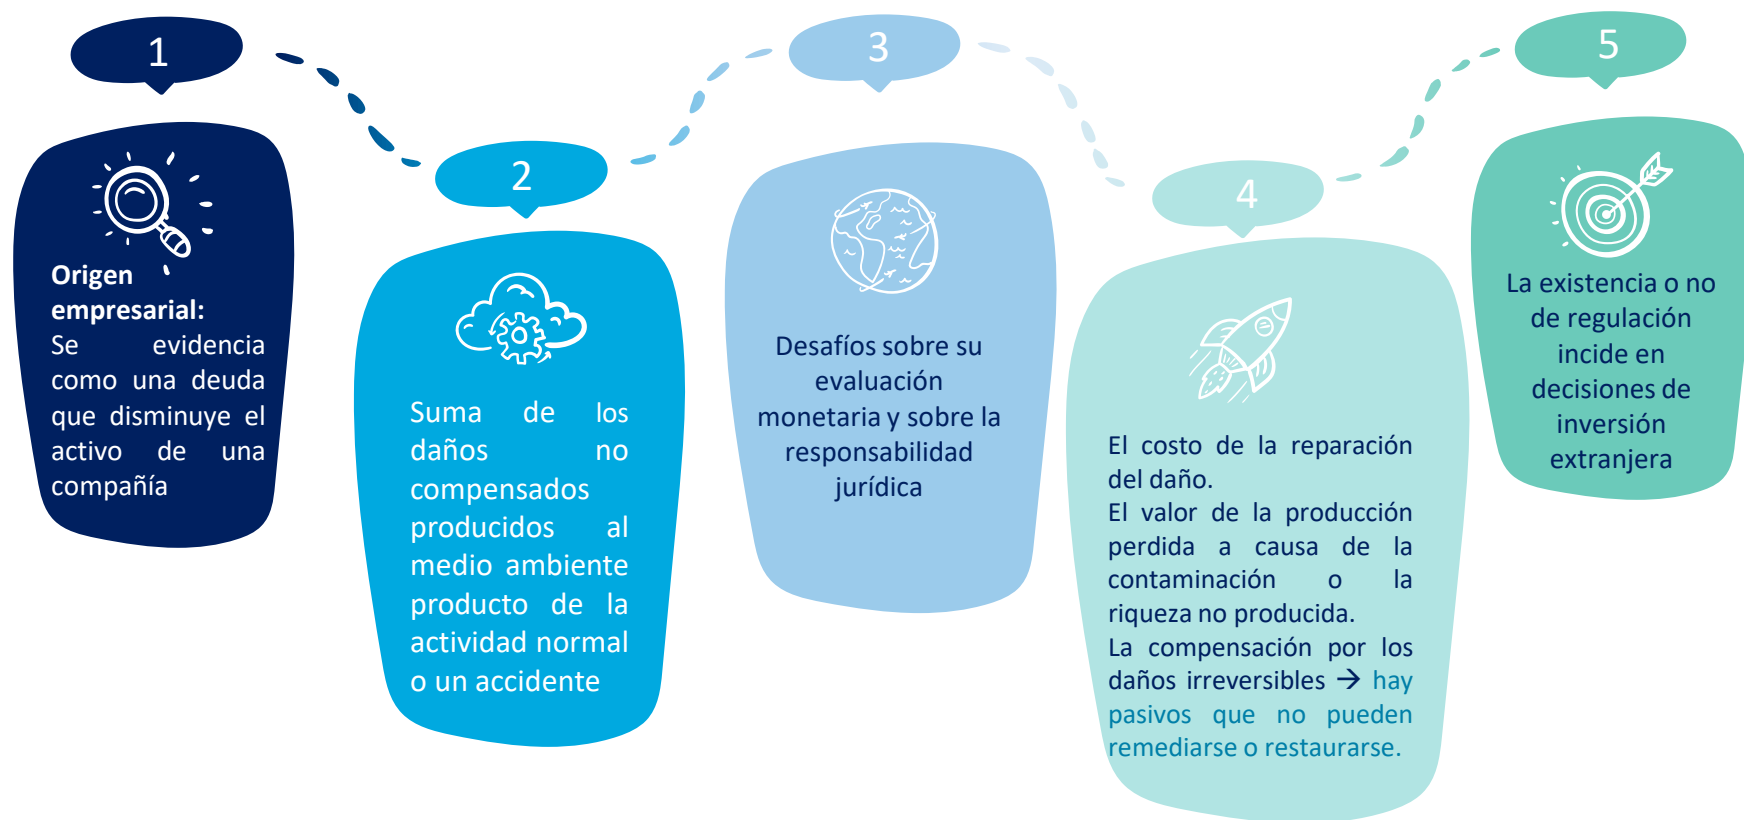 1
Origen
empresarial:
Se evidencia
como una deuda
que disminuye el
activo de una
compañía
2
Suma de los
daños no
compensados
producidos al
medio ambiente
producto de la
actividad normal
o un accidente
3
Desafíos sobre su
evaluación
monetaria y sobre la
responsabilidad
jurídica
4
El costo de la reparación
del daño.
El valor de la producción
perdida a causa de la
contaminación o la
riqueza no producida.
La compensación por los
daños irreversibles → hay
pasivos que no pueden
remediarse o restaurarse.
5
La existencia o no
de regulación
incide en
decisiones de
inversión
extranjera